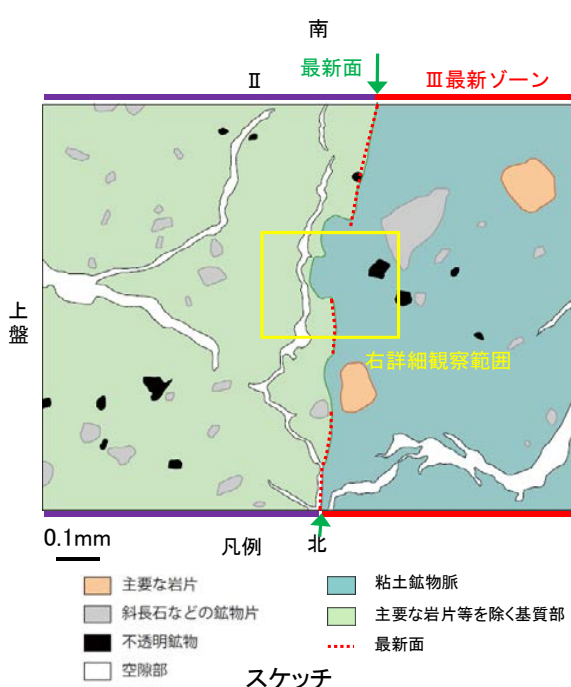 南
最新面
Ⅱ
Ⅲ最新ゾーン
上盤
右詳細観察範囲
0.1mm
凡例
北
主要な岩片
斜長石などの鉱物片
不透明鉱物
空隙部
粘土鉱物脈
主要な岩片等を除く基質部
最新面
スケッチ